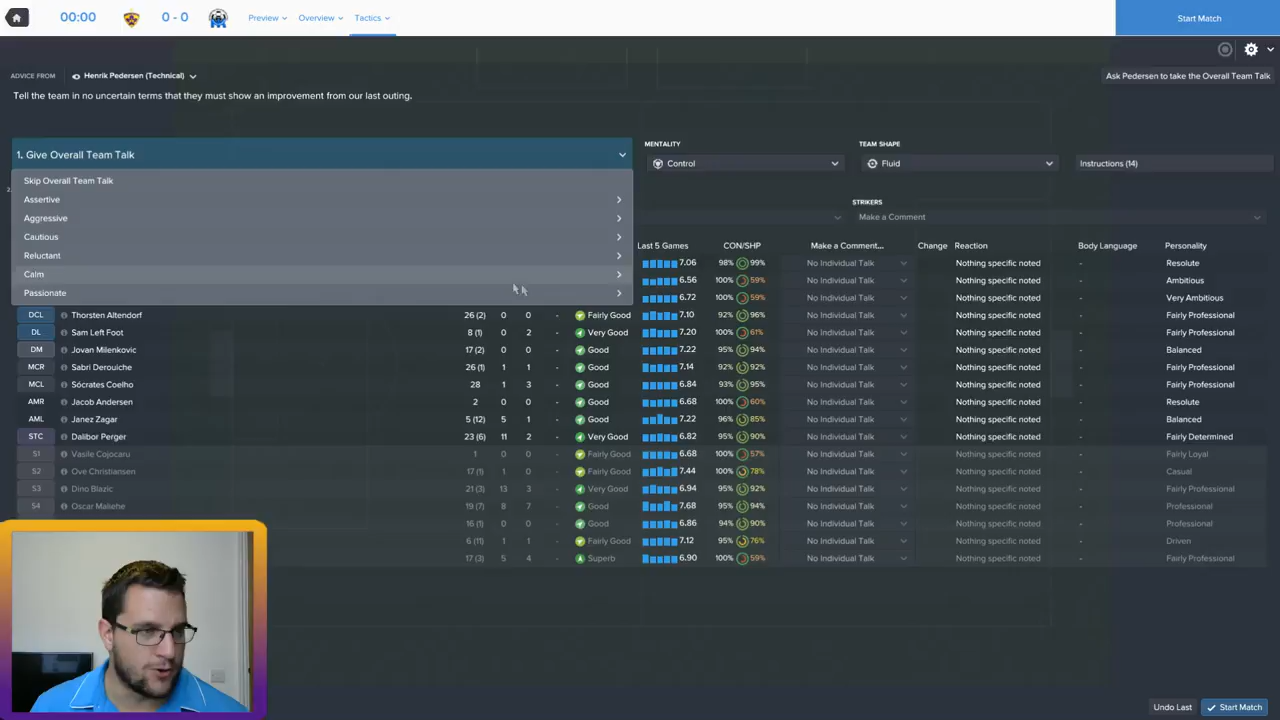 00:00 0 - 0 Preview Overview Tactics Start Match
ADVICE FROM Henrik Pedersen (Technical) Ask Pedersen to take the Overall Team Talk
Tell the team in no uncertain terms that they must show an improvement from our last outing.
MENTALITY TEAM SHAPE
1. Give Overall Team Talk Control Fluid Instructions (14)
Skip Overall Team Talk
Assertive STRIKERS
Aggressive Make a Comment
Cautious
Last 5 Games CON/SHP Make a Comment... Change Reaction Body Language Personality
Reluctant 7.06 98% 99% No Individual Talk Nothing specific noted - Resolute
Calm 6.56 100% 59% No Individual Talk Nothing specific noted - Ambitious
Passionate 6.72 100% 59% No Individual Talk Nothing specific noted - Very Ambitious
DCL Thorsten Altendorf 26 (2) 0 0 - Fairly Good 7.10 92% 96% No Individual Talk Nothing specific noted - Fairly Professional
DL Sam Left Foot 8 (1) 0 2 - Very Good 7.20 100% 61% No Individual Talk Nothing specific noted - Fairly Professional
DM Jovan Milenkovic 17 (2) 0 0 - Good 7.22 95% 94% No Individual Talk Nothing specific noted - Balanced
MCR Sabri Derouiche 26 (1) 1 1 - Good 7.14 92% 92% No Individual Talk Nothing specific noted - Fairly Professional
MCL Sócrates Coelho 28 1 3 - Good 6.84 93% 95% No Individual Talk Nothing specific noted - Fairly Professional
AMR Jacob Andersen 2 0 0 - Good 6.68 100% 60% No Individual Talk Nothing specific noted - Resolute
AML Janez Zagar 5 (12) 5 1 - Good 7.22 96% 85% No Individual Talk Nothing specific noted - Balanced
STC Dalibor Perger 23 (6) 11 2 - Very Good 6.82 95% 90% No Individual Talk Nothing specific noted - Fairly Determined
S1 Vasile Cojocaru 1 0 0 - Fairly Good 6.68 100% 57% No Individual Talk Nothing specific noted - Fairly Loyal
S2 Ove Christiansen 17 (1) 1 0 - Fairly Good 7.44 100% 78% No Individual Talk Nothing specific noted - Casual
S3 Dino Blazic 21 (3) 13 3 - Very Good 6.94 95% 92% No Individual Talk Nothing specific noted - Fairly Professional
S4 Oscar Maliehe 19 (7) 8 7 - Good 7.68 95% 94% No Individual Talk Nothing specific noted - Professional
16 (1) 0 0 - Good 6.86 94% 90% No Individual Talk Nothing specific noted - Professional
6 (11) 1 1 - Fairly Good 7.12 95% 76% No Individual Talk Nothing specific noted - Driven
17 (3) 5 4 - Superb 6.90 100% 59% No Individual Talk Nothing specific noted - Fairly Professional
Undo Last Start Match